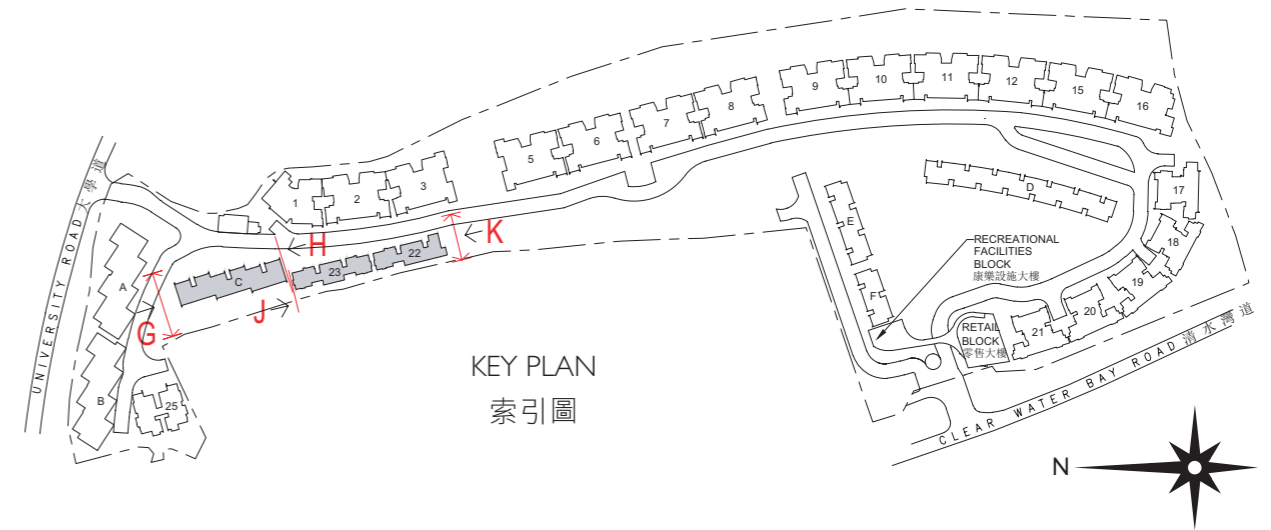 1
2
3
5
6
7
8
9
10
11
12
15
16
17
18
19
20
21
D
E
F
RECREATIONAL
FACILITIES
BLOCK
康樂設施大樓
RETAIL
BLOCK
零售大樓
CLEAR WATER BAY ROAD 清水灣道
UNIVERSITY ROAD 大學道
A
B
25
C
23
22
G
H
J
K
KEY PLAN
索引圖
N